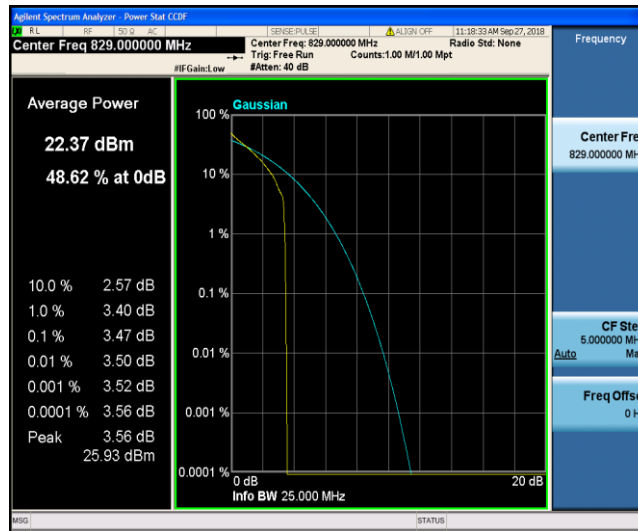 Agilent Spectrum Analyzer - Power Stat CCDF
RL RF 50 Ω AC SENSE:PULSE ALIGN OFF 11:18:33 AM Sep 27, 2018
Center Freq 829.000000 MHz
Center Freq: 829.000000 MHz Radio Std: None
Trig: Free Run Counts:1.00 M/1.00 Mpt
#IFGain:Low #Atten: 40 dB
Frequency
Average Power
22.37 dBm
48.62 % at 0dB
10.0 % 2.57 dB
1.0 % 3.40 dB
0.1 % 3.47 dB
0.01 % 3.50 dB
0.001 % 3.52 dB
0.0001 % 3.56 dB
Peak 3.56 dB
25.93 dBm
Gaussian
100 %
10 %
1 %
0.1 %
0.01 %
0.001 %
0.0001 %
0 dB 20 dB
Info BW 25.000 MHz
Center Fre
829.000000 MH
CF Ste
5.000000 MH
Auto Ma
Freq Offs
0 H
MSG STATUS